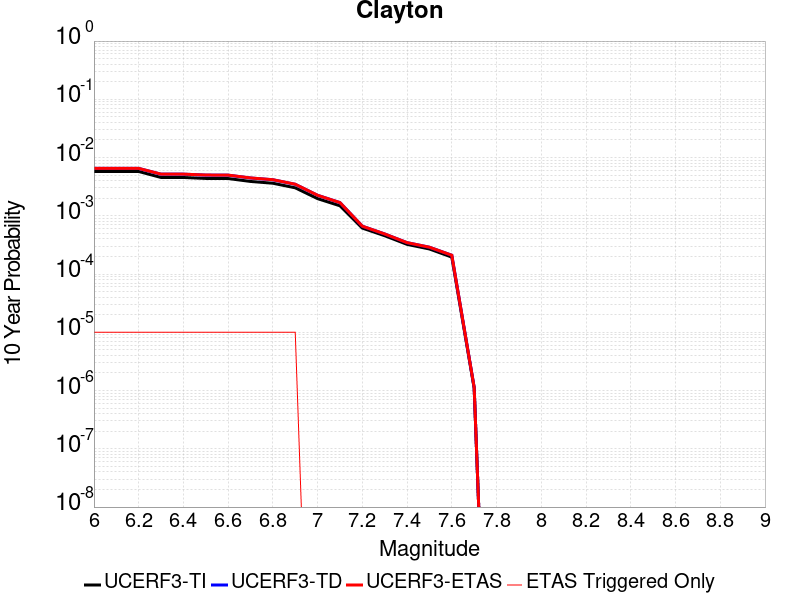 Clayton
10 Year Probability
10^0
10^-1
10^-2
10^-3
10^-4
10^-5
10^-6
10^-7
10^-8
6 6.2 6.4 6.6 6.8 7 7.2 7.4 7.6 7.8 8 8.2 8.4 8.6 8.8 9
Magnitude
UCERF3-TI UCERF3-TD UCERF3-ETAS ETAS Triggered Only